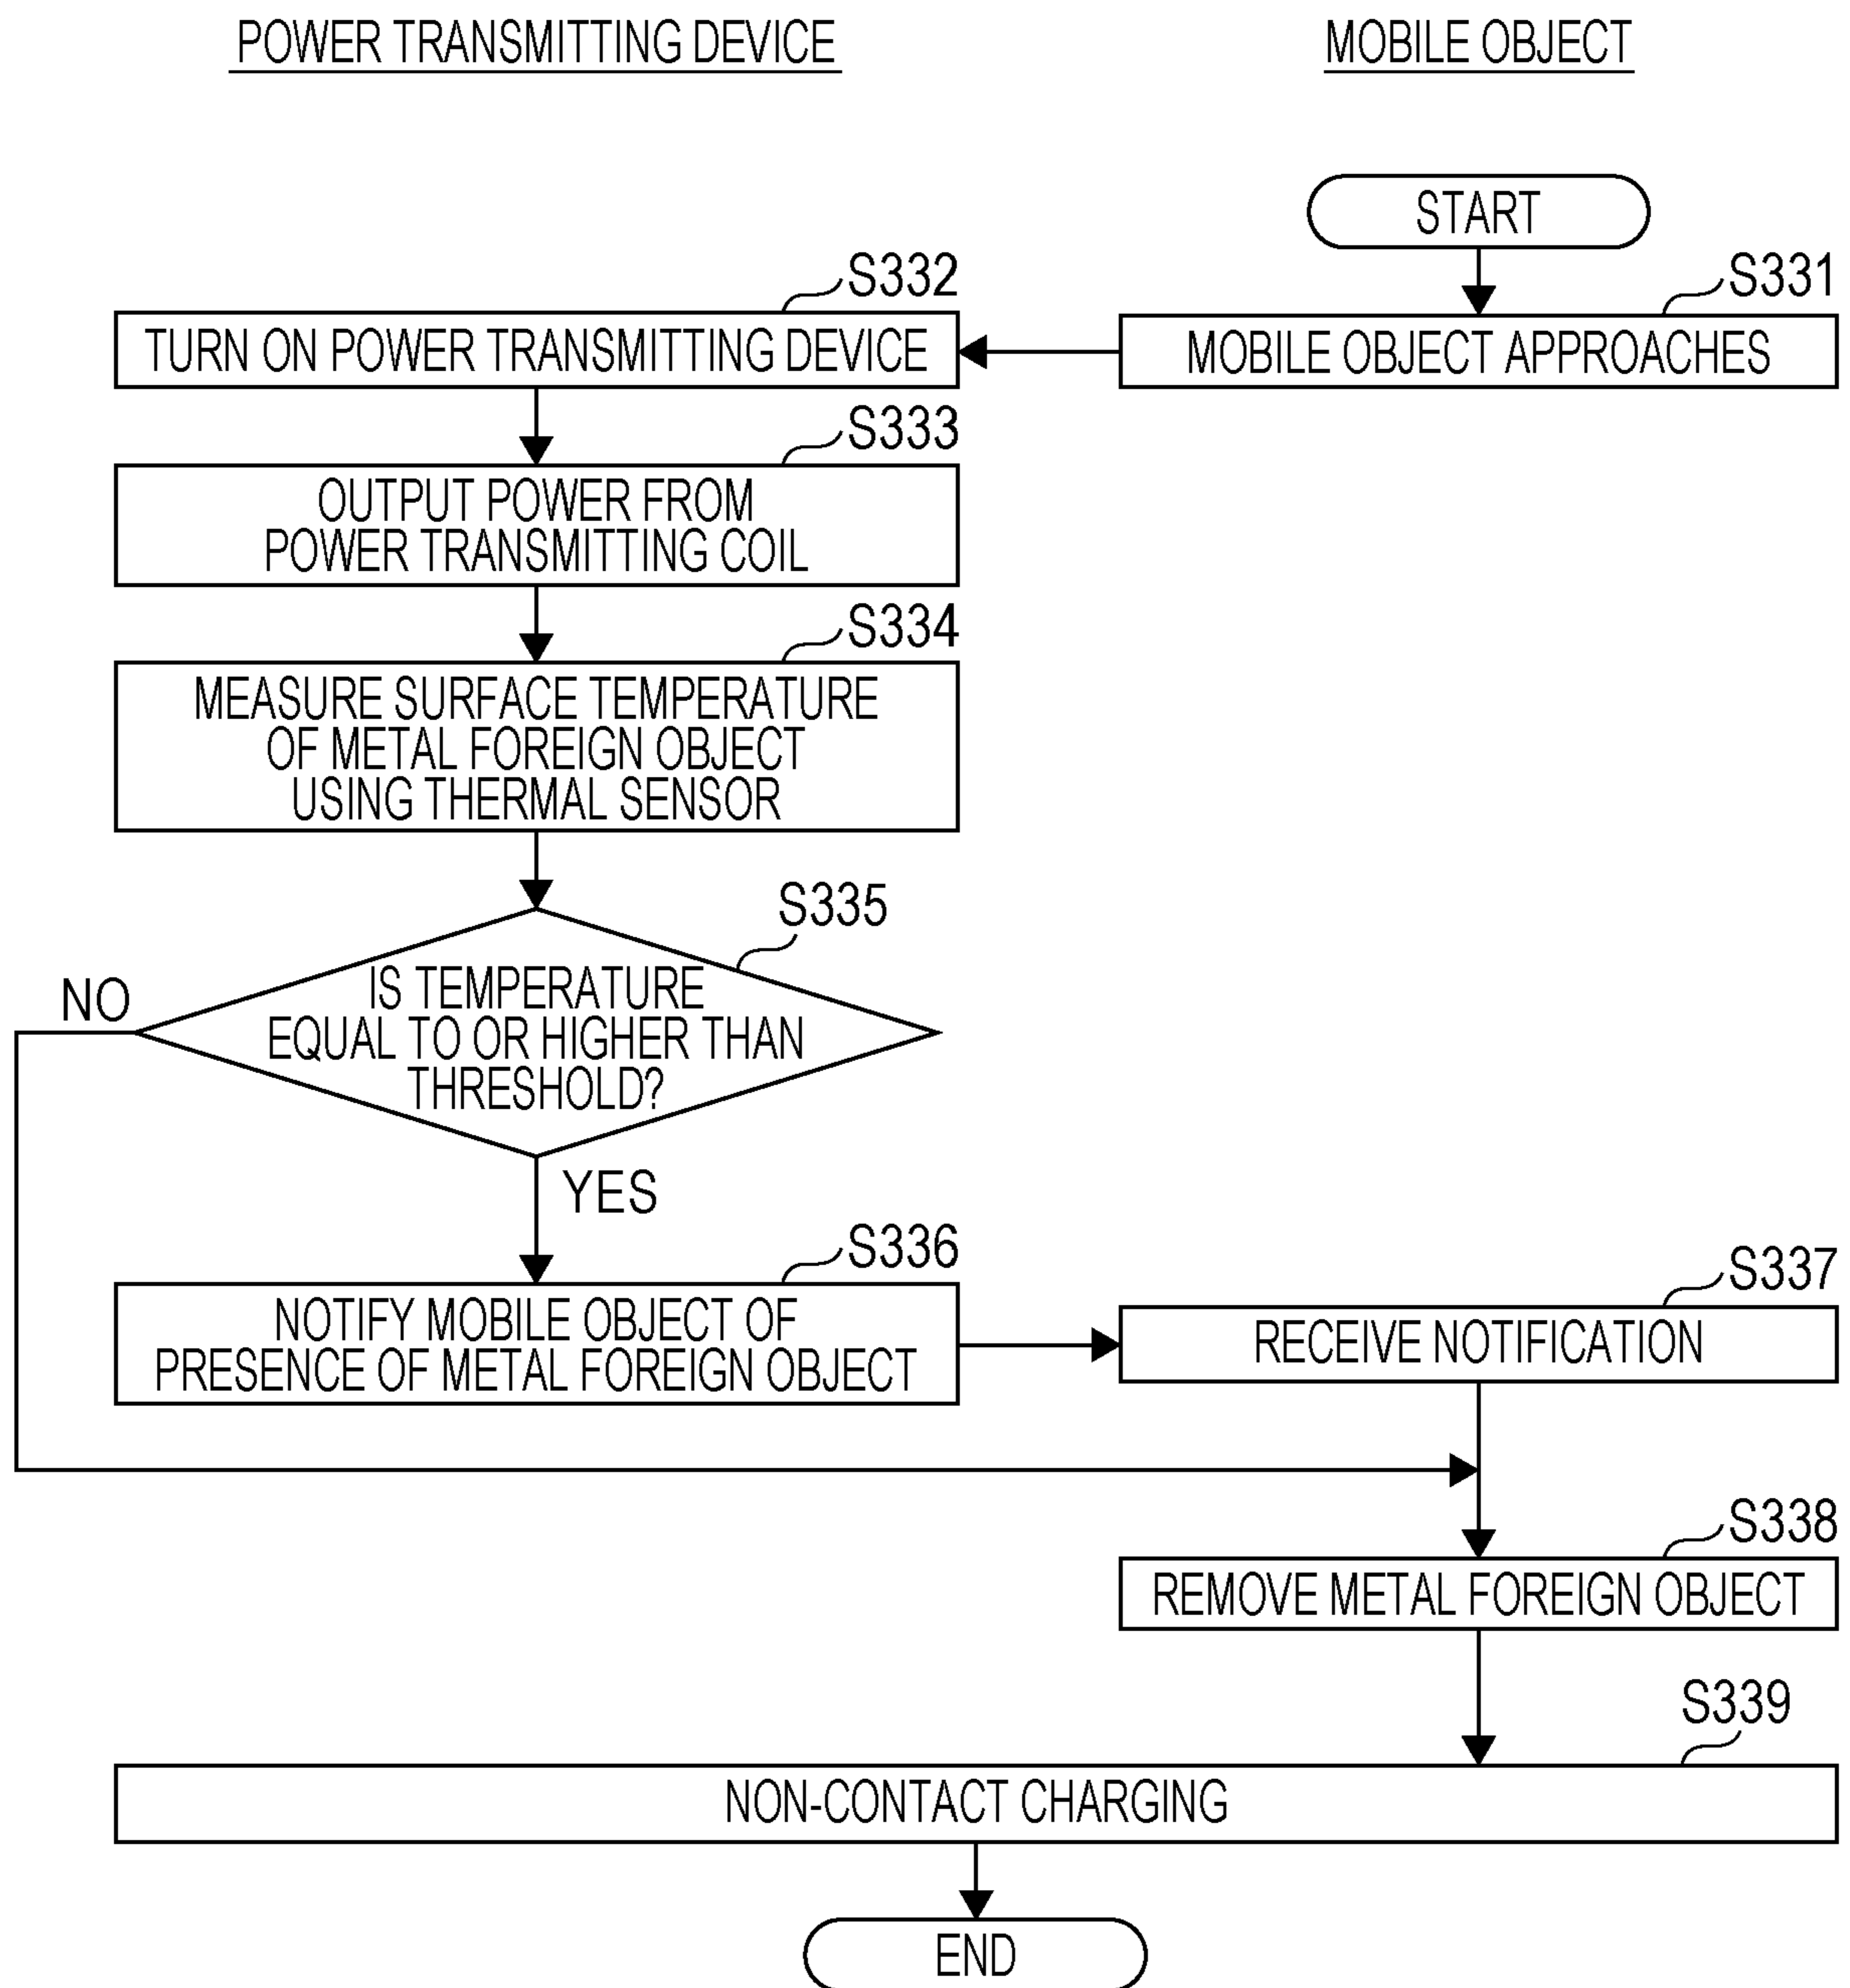 POWER TRANSMITTING DEVICE
MOBILE OBJECT
START
S331
MOBILE OBJECT APPROACHES
S332
TURN ON POWER TRANSMITTING DEVICE
S333
OUTPUT POWER FROM
POWER TRANSMITTING COIL
S334
MEASURE SURFACE TEMPERATURE
OF METAL FOREIGN OBJECT
USING THERMAL SENSOR
S335
IS TEMPERATURE
EQUAL TO OR HIGHER THAN
THRESHOLD?
NO
YES
S336
NOTIFY MOBILE OBJECT OF
PRESENCE OF METAL FOREIGN OBJECT
S337
RECEIVE NOTIFICATION
S338
REMOVE METAL FOREIGN OBJECT
S339
NON-CONTACT CHARGING
END